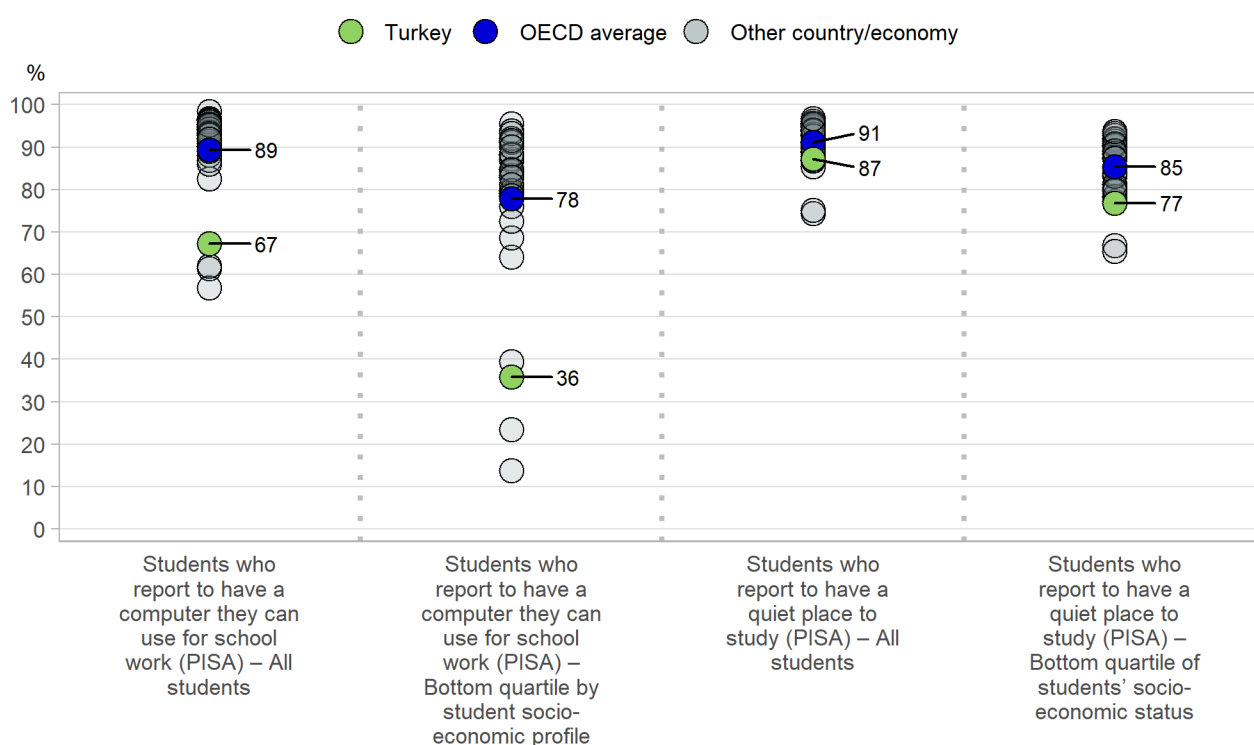 Turkey OECD average Other country/economy
%
100
90
80
70
60
50
40
30
20
10
0
89
67
78
36
91
87
85
77
Students who
report to have a
computer they can
use for school
work (PISA) – All
students
Students who
report to have a
computer they can
use for school
work (PISA) –
Bottom quartile by
student socio-
economic profile
Students who
report to have a
quiet place to
study (PISA) – All
students
Students who
report to have a
quiet place to
study (PISA) –
Bottom quartile of
students’ socio-
economic status